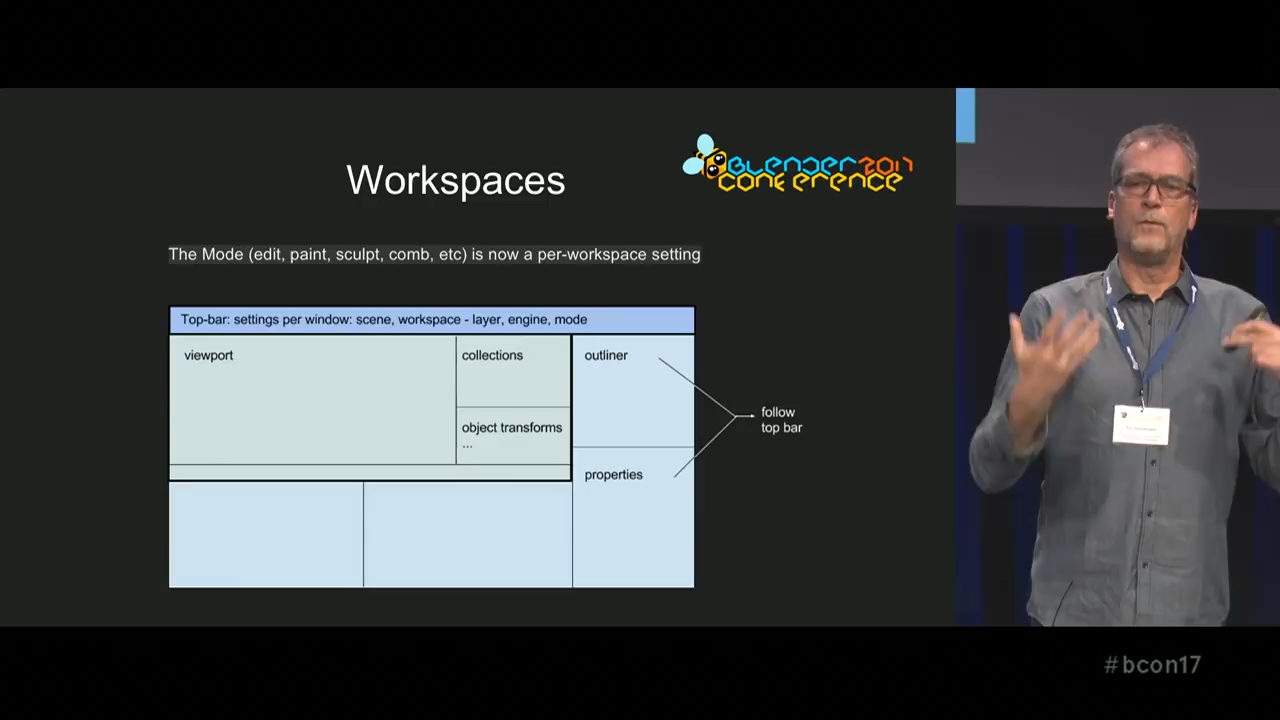 Workspaces
BLENDER 2017
CONFERENCE
The Mode (edit, paint, sculpt, comb, etc) is now a per-workspace setting
Top-bar: settings per window: scene, workspace - layer, engine, mode
viewport
collections
outliner
object transforms
...
follow
top bar
properties
#bcon17